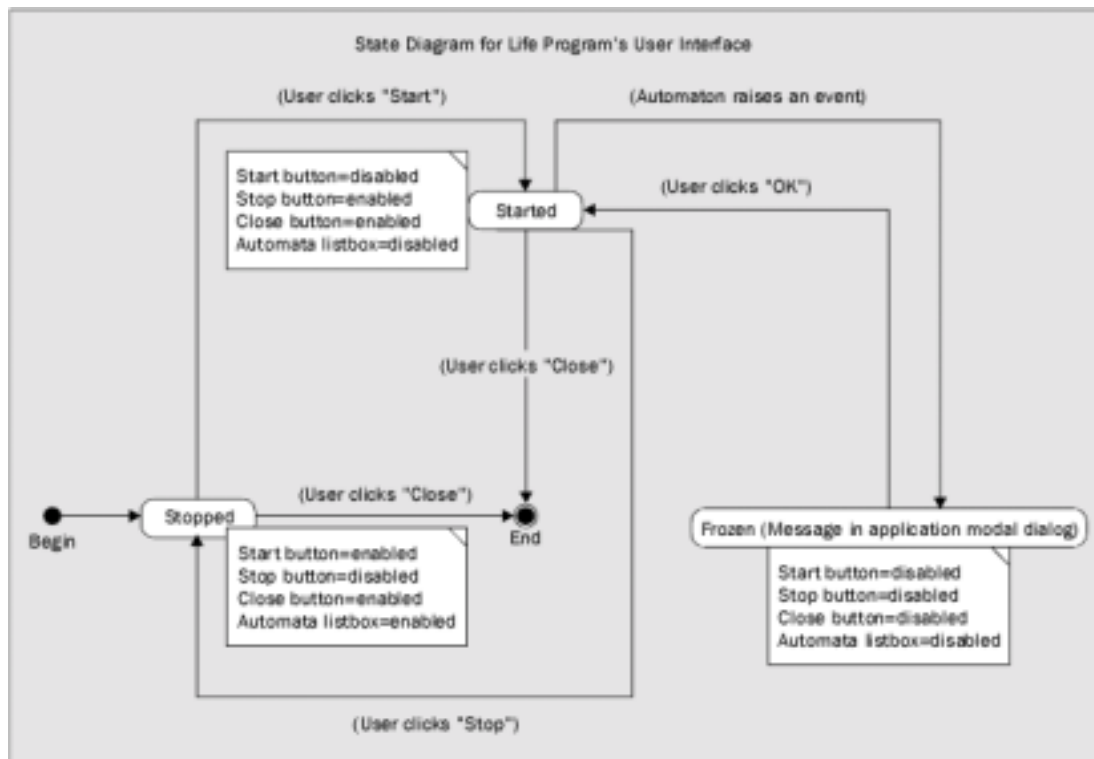 State Diagram for Life Program's User Interface
(User clicks "Start")
(Automaton raises an event)
Start button=disabled
Stop button=enabled
Close button=enabled
Automata listbox=disabled
Started
(User clicks "OK")
(User clicks "Close")
(User clicks "Close")
Begin
Stopped
End
Frozen (Message in application modal dialog)
Start button=enabled
Stop button=disabled
Close button=enabled
Automata listbox=enabled
Start button=disabled
Stop button=disabled
Close button=disabled
Automata listbox=disabled
(User clicks "Stop")